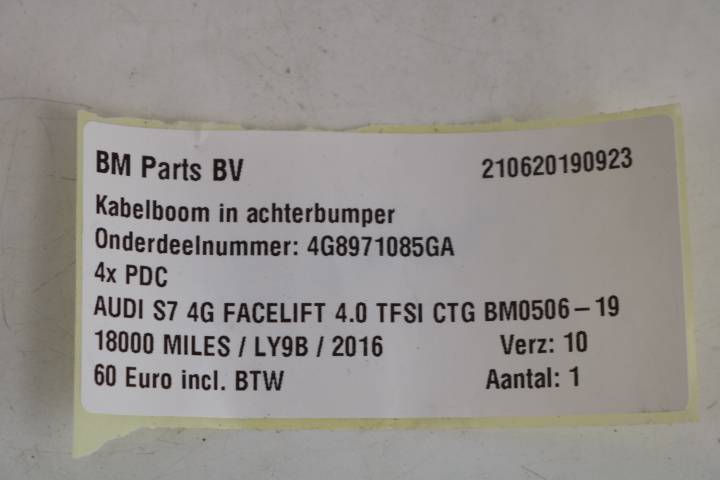 BM Parts BV 210620190923
Kabelboom in achterbumper
Onderdeelnummer: 4G8971085GA
4x PDC
AUDI S7 4G FACELIFT 4.0 TFSI CTG BM0506-19
18000 MILES / LY9B / 2016 Verz: 10
60 Euro incl. BTW Aantal: 1